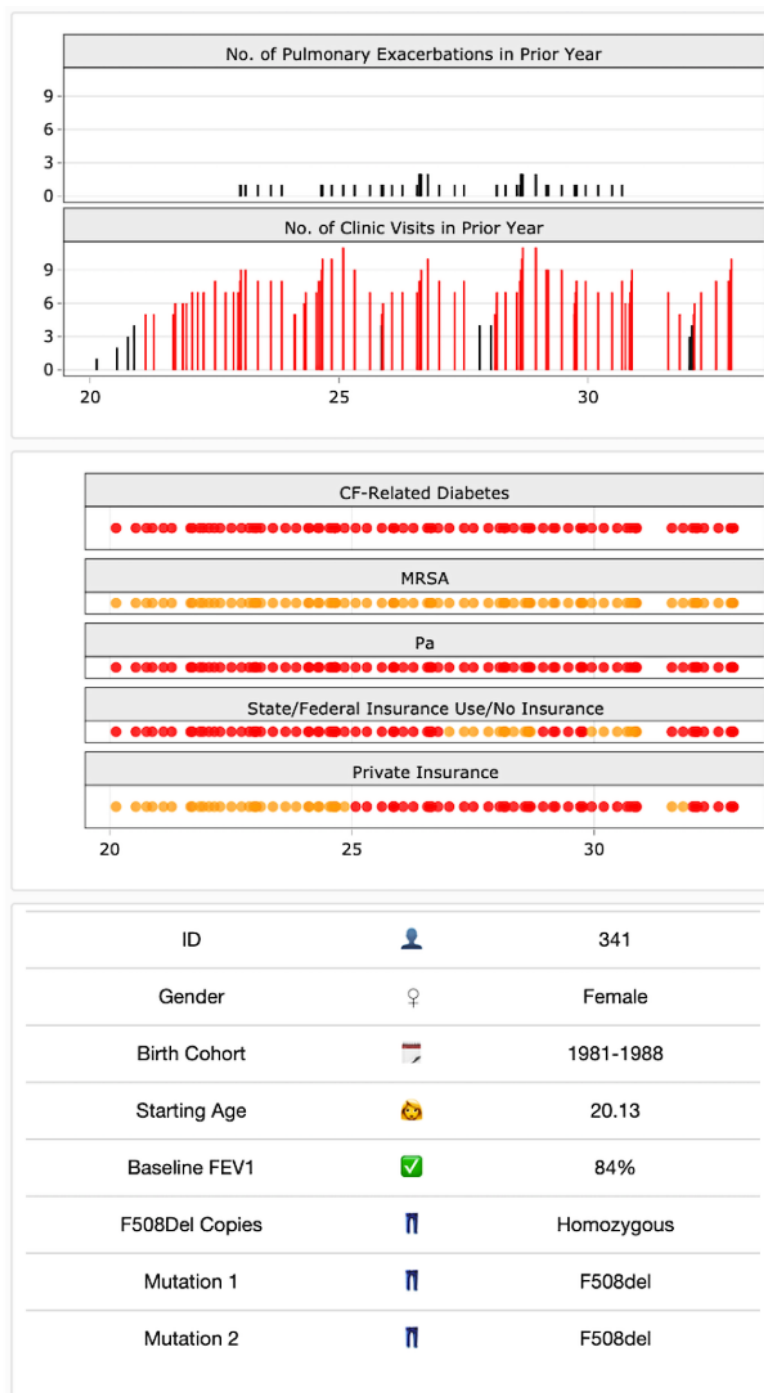 No. of Pulmonary Exacerbations in Prior Year
9
6
3
0
No. of Clinic Visits in Prior Year
9
6
3
0
20 25 30
CF-Related Diabetes
MRSA
Pa
State/Federal Insurance Use/No Insurance
Private Insurance
20 25 30
ID 341
Gender Female
Birth Cohort 1981-1988
Starting Age 20.13
Baseline FEV1 84%
F508Del Copies Homozygous
Mutation 1 F508del
Mutation 2 F508del